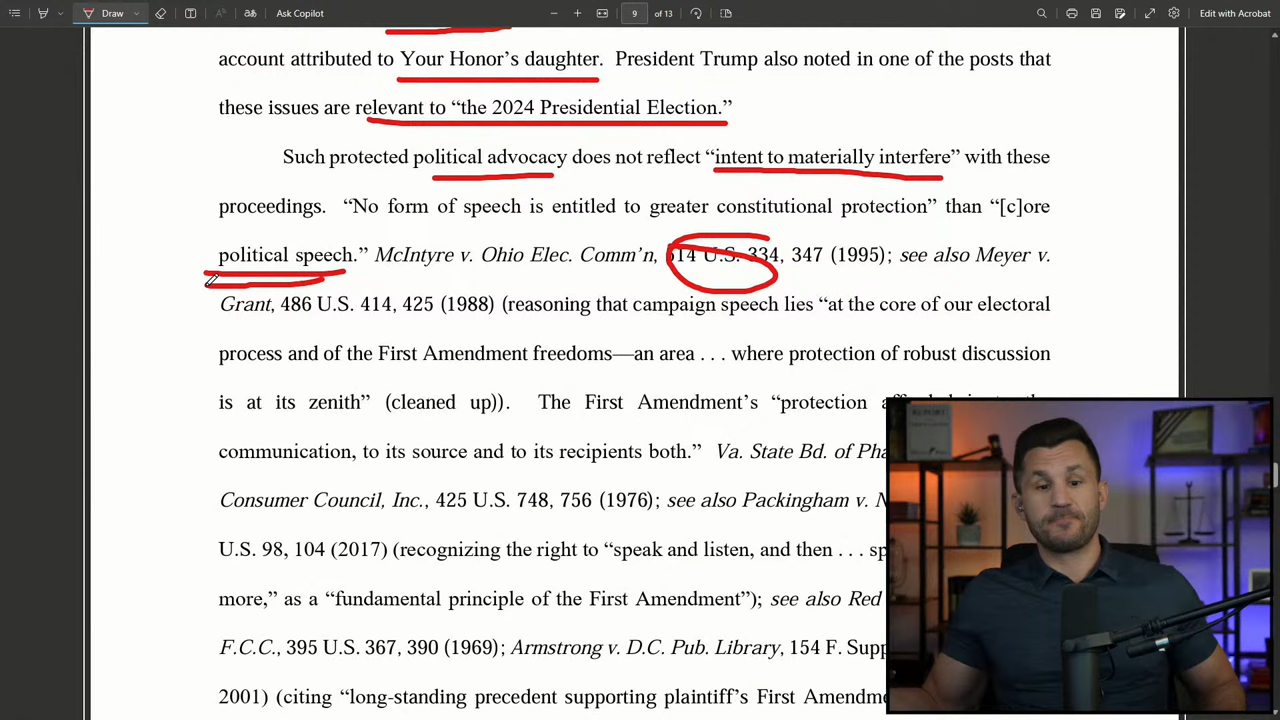 Draw
Ask Copilot
9 of 13
Edit with Acrobat
account attributed to Your Honor's daughter. President Trump also noted in one of the posts that
these issues are relevant to “the 2024 Presidential Election.”
Such protected political advocacy does not reflect “intent to materially interfere” with these
proceedings. “No form of speech is entitled to greater constitutional protection” than “[c]ore
political speech.” McIntyre v. Ohio Elec. Comm’n, 514 U.S. 334, 347 (1995); see also Meyer v.
Grant, 486 U.S. 414, 425 (1988) (reasoning that campaign speech lies “at the core of our electoral
process and of the First Amendment freedoms—an area . . . where protection of robust discussion
is at its zenith” (cleaned up)). The First Amendment’s “protection
communication, to its source and to its recipients both.” Va. State Bd. of
Consumer Council, Inc., 425 U.S. 748, 756 (1976); see also Packingham v.
U.S. 98, 104 (2017) (recognizing the right to “speak and listen, and then . . .
more,” as a “fundamental principle of the First Amendment”); see also Red
F.C.C., 395 U.S. 367, 390 (1969); Armstrong v. D.C. Pub. Library, 154 F.
2001) (citing “long-standing precedent supporting plaintiff’s First